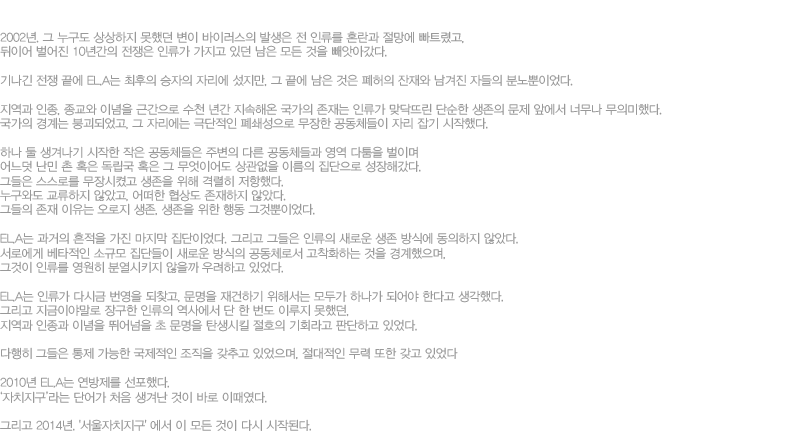 2002년, 그 누구도 상상하지 못했던 변이 바이러스의 발생은 전 인류를 혼란과 절망에 빠트렸고,
뒤이어 벌어진 10년간의 전쟁은 인류가 가지고 있던 남은 모든 것을 빼앗아갔다.
기나긴 전쟁 끝에 EL_A는 최후의 승자의 자리에 섰지만, 그 끝에 남은 것은 폐허의 잔재와 남겨진 자들의 분노뿐이었다.
지역과 인종, 종교와 이념을 근간으로 수천 년간 지속해온 국가의 존재는 인류가 맞닥뜨린 단순한 생존의 문제 앞에서 너무나 무의미했다.
국가의 경계는 붕괴되었고, 그 자리에는 극단적인 폐쇄성으로 무장한 공동체들이 자리 잡기 시작했다.
하나 둘 생겨나기 시작한 작은 공동체들은 주변의 다른 공동체들과 영역 다툼을 벌이며
어느덧 난민 촌 혹은 독립국 혹은 그 무엇이어도 상관없을 이름의 집단으로 성장해갔다.
그들은 스스로를 무장시켰고 생존을 위해 격렬히 저항했다.
누구와도 교류하지 않았고, 어떠한 협상도 존재하지 않았다.
그들의 존재 이유는 오로지 생존, 생존을 위한 행동 그것뿐이었다.
EL_A는 과거의 흔적을 가진 마지막 집단이었다. 그리고 그들은 인류의 새로운 생존 방식에 동의하지 않았다.
서로에게 베타적인 소규모 집단들이 새로운 방식의 공동체로서 고착화하는 것을 경계했으며,
그것이 인류를 영원히 분열시키지 않을까 우려하고 있었다.
EL_A는 인류가 다시금 번영을 되찾고, 문명을 재건하기 위해서는 모두가 하나가 되어야 한다고 생각했다.
그리고 지금이야말로 장구한 인류의 역사에서 단 한 번도 이루지 못했던,
지역과 인종과 이념을 뛰어넘을 초 문명을 탄생시킬 절호의 기회라고 판단하고 있었다.
다행히 그들은 통제 가능한 국제적인 조직을 갖추고 있었으며, 절대적인 무력 또한 갖고 있었다
2010년 EL_A는 연방제를 선포했다.
'자치지구'라는 단어가 처음 생겨난 것이 바로 이때였다.
그리고 2014년, '서울자치지구' 에서 이 모든 것이 다시 시작된다.